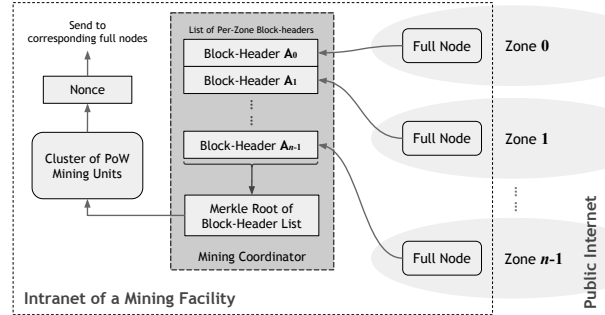 Send to
corresponding full nodes
Nonce
Cluster of PoW
Mining Units
List of Per-Zone Block-headers
Block-Header A0
Block-Header A1
Block-Header An-1
Merkle Root of
Block-Header List
Mining Coordinator
Full Node
Zone 0
Full Node
Zone 1
Full Node
Zone n-1
Intranet of a Mining Facility
Public Internet